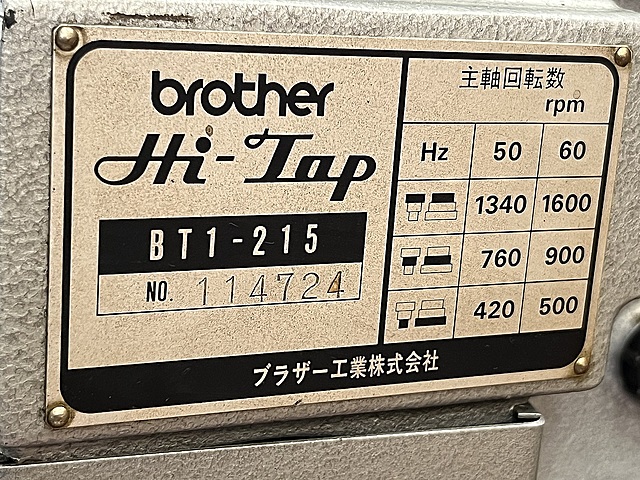 brother
Hi-Tap
BT1-215
NO. 114724
主軸回転数
rpm
Hz 50 60
1340 1600
760 900
420 500
ブラザー工業株式会社